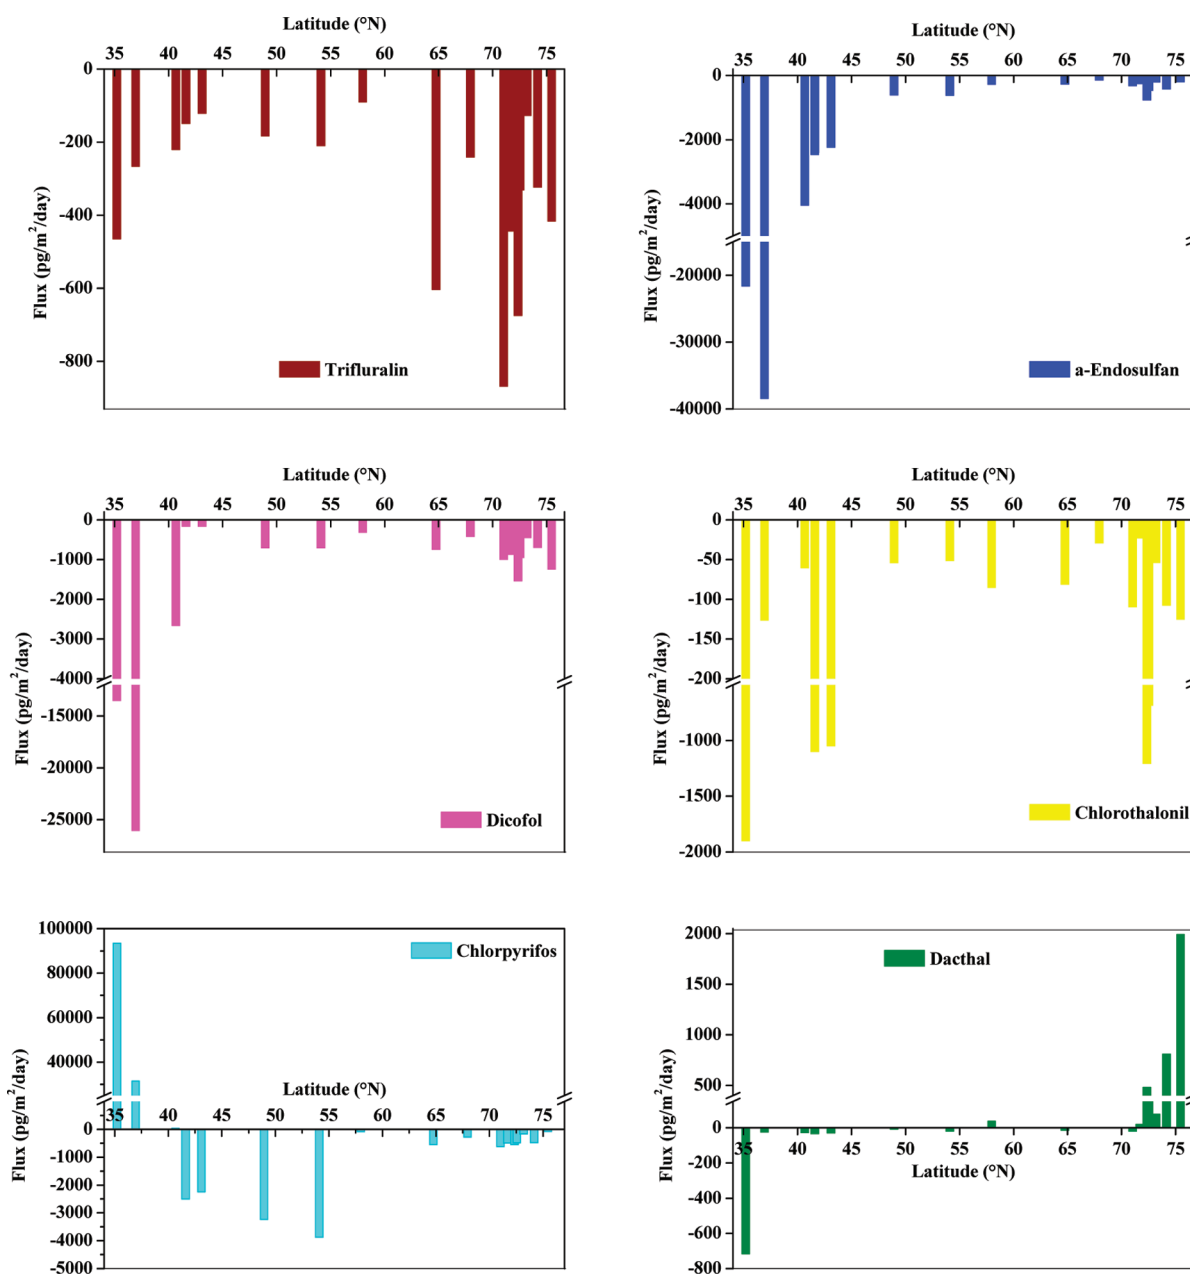 Latitude (°N)
35 40 45 50 55 60 65 70 75
0
-200
-400
-600
-800
Flux (pg/m²/day)
Trifluralin
Latitude (°N)
35 40 45 50 55 60 65 70 75
0
-2000
-4000
-20000
-30000
-40000
Flux (pg/m²/day)
a-Endosulfan
Latitude (°N)
35 40 45 50 55 60 65 70 75
0
-1000
-2000
-3000
-4000
-15000
-20000
-25000
Flux (pg/m²/day)
Dicofol
Latitude (°N)
35 40 45 50 55 60 65 70 75
0
-50
-100
-150
-200
-1000
-1500
-2000
Flux (pg/m²/day)
Chlorothalonil
100000
80000
60000
40000
Chlorpyrifos
Latitude (°N)
35 40 45 50 55 60 65 70 75
0
-1000
-2000
-3000
-4000
-5000
Flux (pg/m²/day)
2000
1500
1000
500
0
-200
-400
-600
-800
Flux (pg/m²/day)
Dacthal
35 40 45 50 55 60 65 70 75
Latitude (°N)